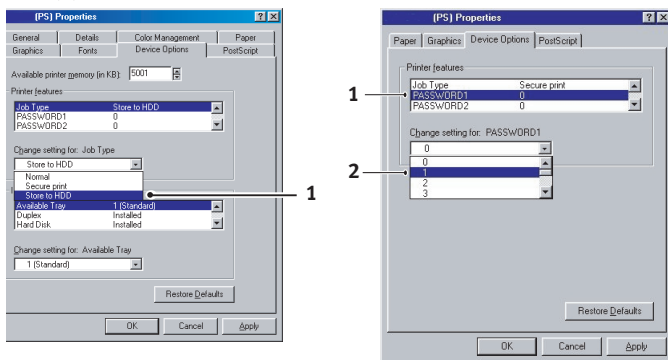 (PS) Properties
General Details Color Management Paper
Graphics Fonts Device Options PostScript
Available printer memory (in KB): 5001
Printer features
Job Type Store to HDD
PASSWORD1 0
PASSWORD2 0
Change setting for: Job Type
Store to HDD
Normal
Secure print
Store to HDD
1
Available Tray 1 (Standard)
Duplex Installed
Hard Disk Installed
Change setting for: Available Tray
1 (Standard)
Restore Defaults
OK Cancel Apply
(PS) Properties
Paper Graphics Device Options PostScript
Printer features
Job Type Secure print
1 PASSWORD1 0
PASSWORD2 0
Change setting for: PASSWORD1
0
0
2 1
2
3
Restore Defaults
OK Cancel Apply